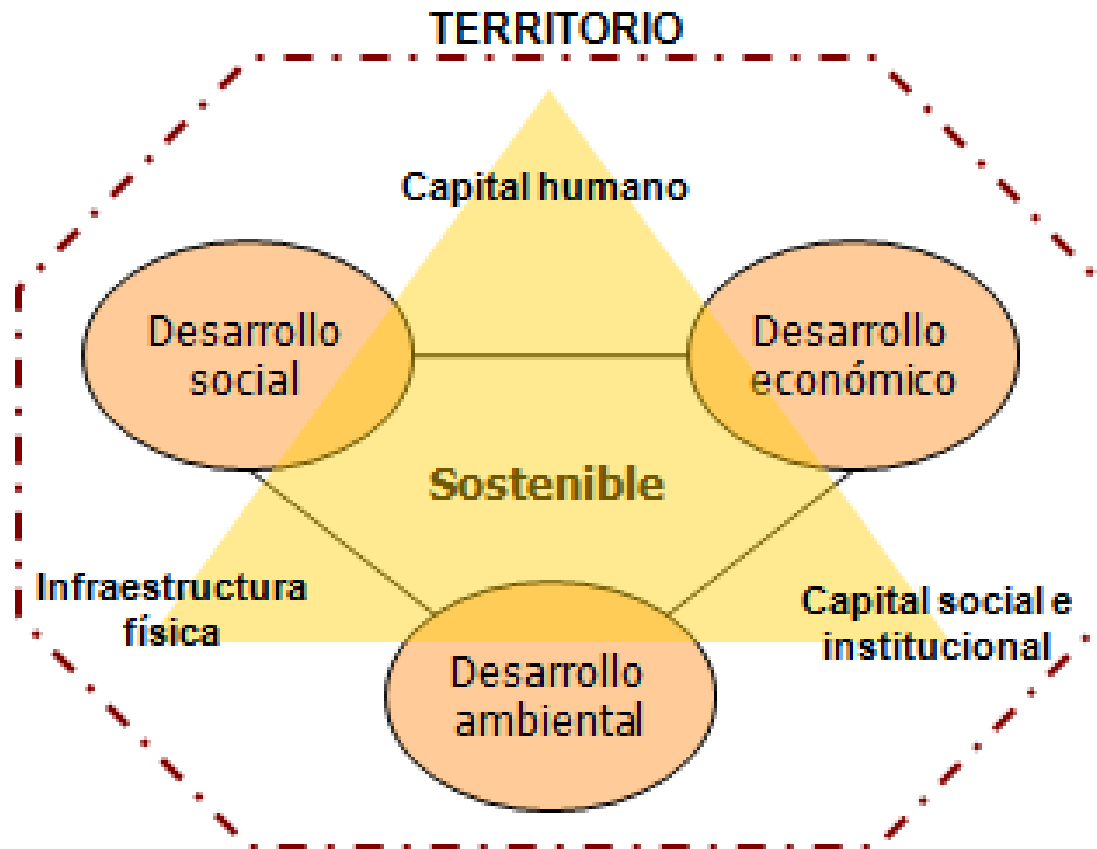 TERRITORIO
Capital humano
Desarrollo
social
Desarrollo
económico
Sostenible
Infraestructura
física
Capital social e
institucional
Desarrollo
ambiental